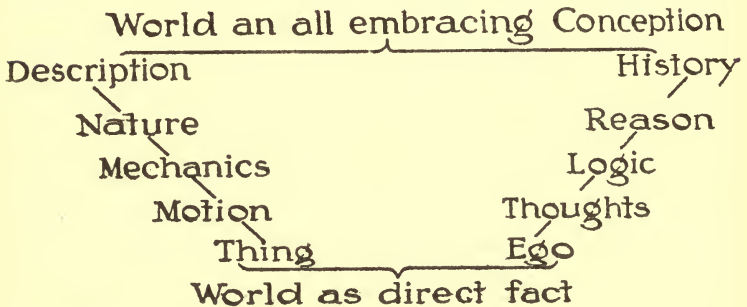 World an all embracing Conception
Description History
Nature Reason
Mechanics Logic
Motion Thoughts
Thing Ego
World as direct fact